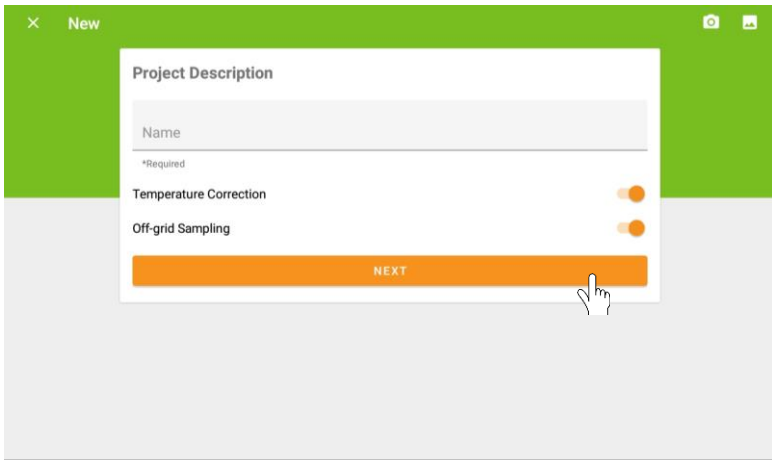 New
Project Description
Name
*Required
Temperature Correction
Off-grid Sampling
NEXT